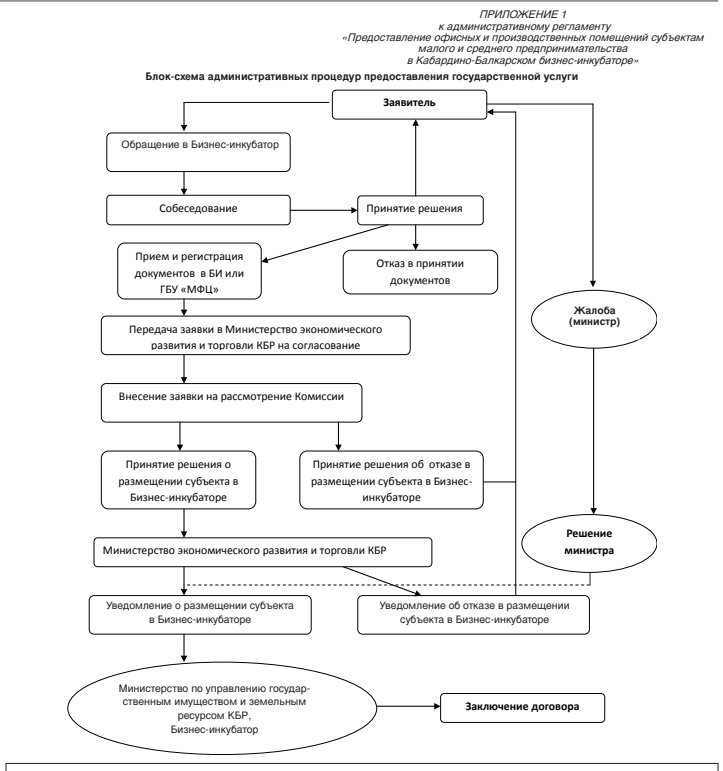 ПРИЛОЖЕНИЕ 1
к административному регламенту
«Предоставление офисных и производственных помещений субъектам
малого и среднего предпринимательства
в Кабардино-Балкарском бизнес-инкубаторе»
Блок-схема административных процедур предоставления государственной услуги
Заявитель
Обращение в Бизнес-инкубатор
Собеседование
Принятие решения
Прием и регистрация
документов в БИ или
ГБУ «МФЦ»
Отказ в принятии
документов
Жалоба
(министр)
Передача заявки в Министерство экономического
развития и торговли КБР на согласование
Внесение заявки на рассмотрение Комиссии
Принятие решения о
размещении субъекта в
Бизнес-инкубаторе
Принятие решения об отказе в
размещении субъекта в Бизнес-
инкубаторе
Решение
министра
Министерство экономического развития и торговли КБР
Уведомление о размещении субъекта
в Бизнес-инкубаторе
Уведомление об отказе в размещении
субъекта в Бизнес-инкубаторе
Министерство по управлению государ-
ственным имуществом и земельным
ресурсом КБР,
Бизнес-инкубатор
Заключение договора